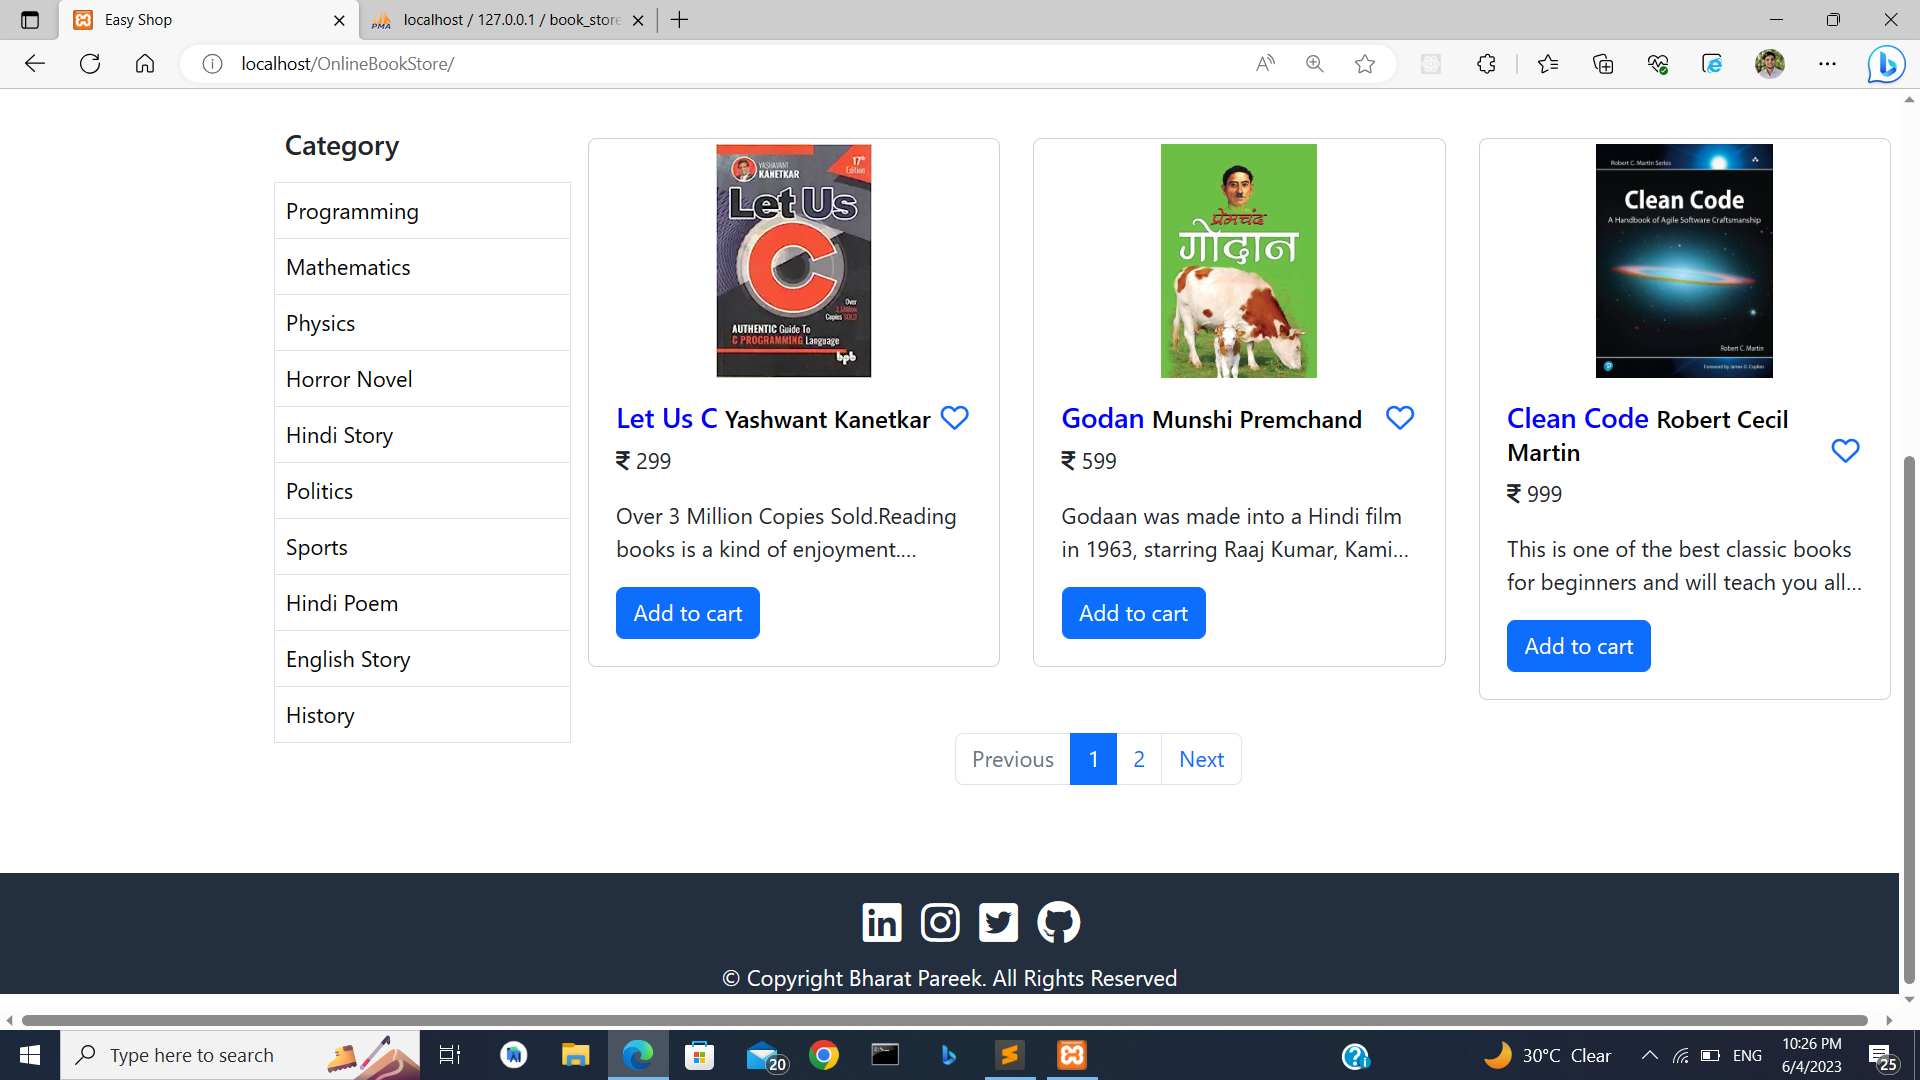 Easy Shop
localhost / 127.0.0.1 / book_store
localhost/OnlineBookStore/
Category
Programming
Mathematics
Physics
Horror Novel
Hindi Story
Politics
Sports
Hindi Poem
English Story
History
YASHAVANT
KANETKAR
17th
Edition
Let Us
C
Over
3 Million
Copies SOLD
AUTHENTIC Guide To
C PROGRAMMING Language
bpb
Let Us C Yashwant Kanetkar
₹ 299
Over 3 Million Copies Sold.Reading
books is a kind of enjoyment....
Add to cart
प्रेमचंद
गोदान
Godan Munshi Premchand
₹ 599
Godaan was made into a Hindi film
in 1963, starring Raaj Kumar, Kami...
Add to cart
Robert C. Martin Series
Clean Code
A Handbook of Agile Software Craftsmanship
Robert C. Martin
Foreword by James O. Coplien
Clean Code Robert Cecil
Martin
₹ 999
This is one of the best classic books
for beginners and will teach you all...
Add to cart
Previous 1 2 Next
© Copyright Bharat Pareek. All Rights Reserved
Type here to search
20
30°C Clear
ENG
10:26 PM
6/4/2023
25